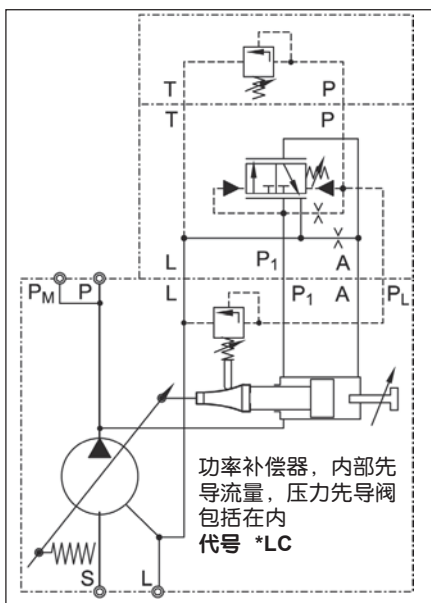 T P
T P
L P1 A
PM P L P1 A PL
功率补偿器，内部先
导流量，压力先导阀
包括在内
代号 *LC
S L